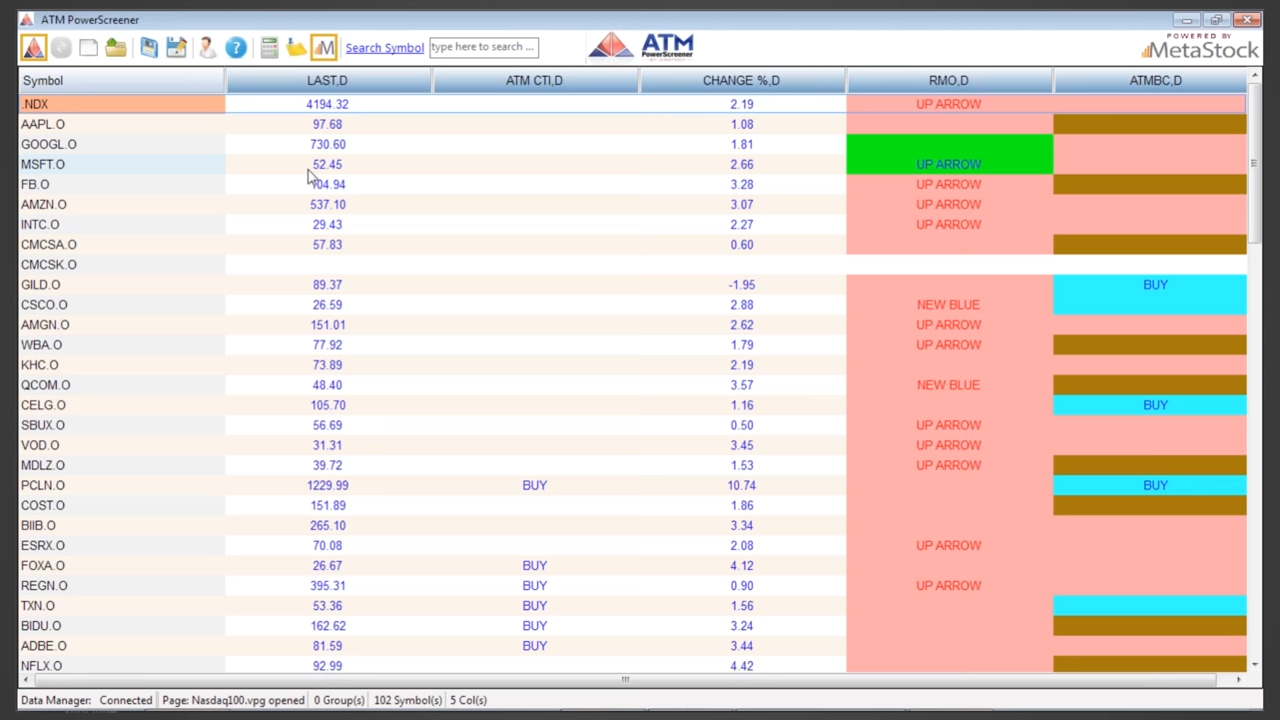 ATM PowerScreener
Search Symbol type here to search ... ATM PowerScreener POWERED BY MetaStock
Symbol LAST,D ATM CTI,D CHANGE %,D RMO,D ATMBC,D
.NDX 4194.32 2.19 UP ARROW
AAPL.O 97.68 1.08
GOOGL.O 730.60 1.81
MSFT.O 52.45 2.66 UP ARROW
FB.O 104.94 3.28 UP ARROW
AMZN.O 537.10 3.07 UP ARROW
INTC.O 29.43 2.27 UP ARROW
CMCSA.O 57.83 0.60
CMCSK.O
GILD.O 89.37 -1.95 BUY
CSCO.O 26.59 2.88 NEW BLUE
AMGN.O 151.01 2.62 UP ARROW
WBA.O 77.92 1.79 UP ARROW
KHC.O 73.89 2.19
QCOM.O 48.40 3.57 NEW BLUE
CELG.O 105.70 1.16 BUY
SBUX.O 56.69 0.50 UP ARROW
VOD.O 31.31 3.45 UP ARROW
MDLZ.O 39.72 1.53 UP ARROW
PCLN.O 1229.99 BUY 10.74 BUY
COST.O 151.89 1.86
BIIB.O 265.10 3.34
ESRX.O 70.08 2.08 UP ARROW
FOXA.O 26.67 BUY 4.12
REGN.O 395.31 BUY 0.90 UP ARROW
TXN.O 53.36 BUY 1.56
BIDU.O 162.62 BUY 3.24
ADBE.O 81.59 BUY 3.44
NFLX.O 92.99 4.42
Data Manager: Connected Page: Nasdaq100.vpg opened 0 Group(s) 102 Symbol(s) 5 Col(s)